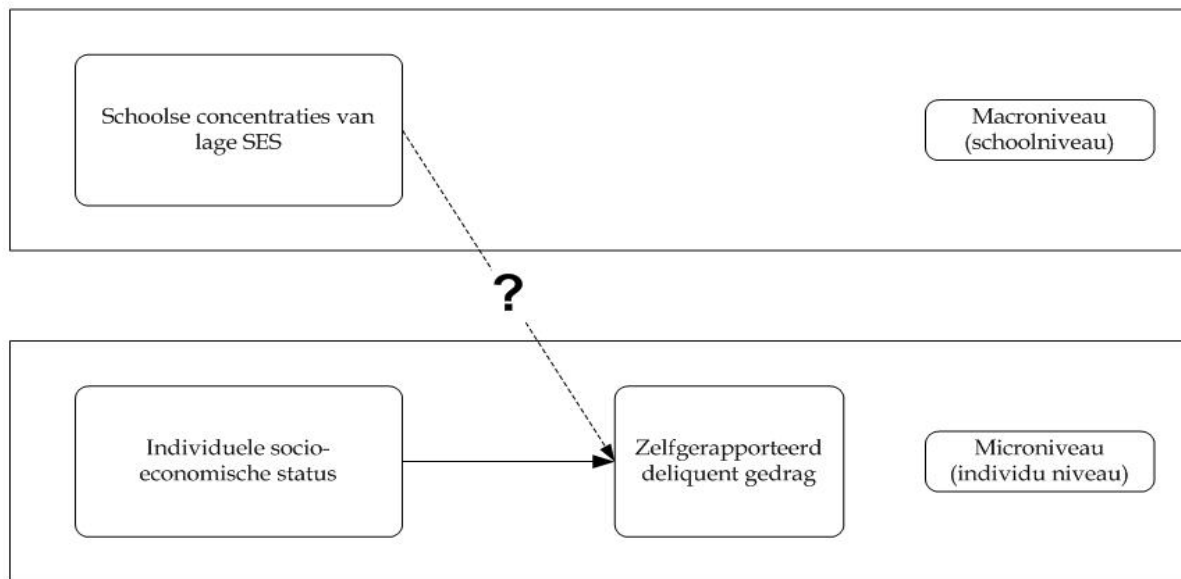 Schoolse concentraties van
lage SES
Macroniveau
(schoolniveau)
?
Individuele socio-
economische status
Zelfgerapporteerd
deliquent gedrag
Microniveau
(individu niveau)